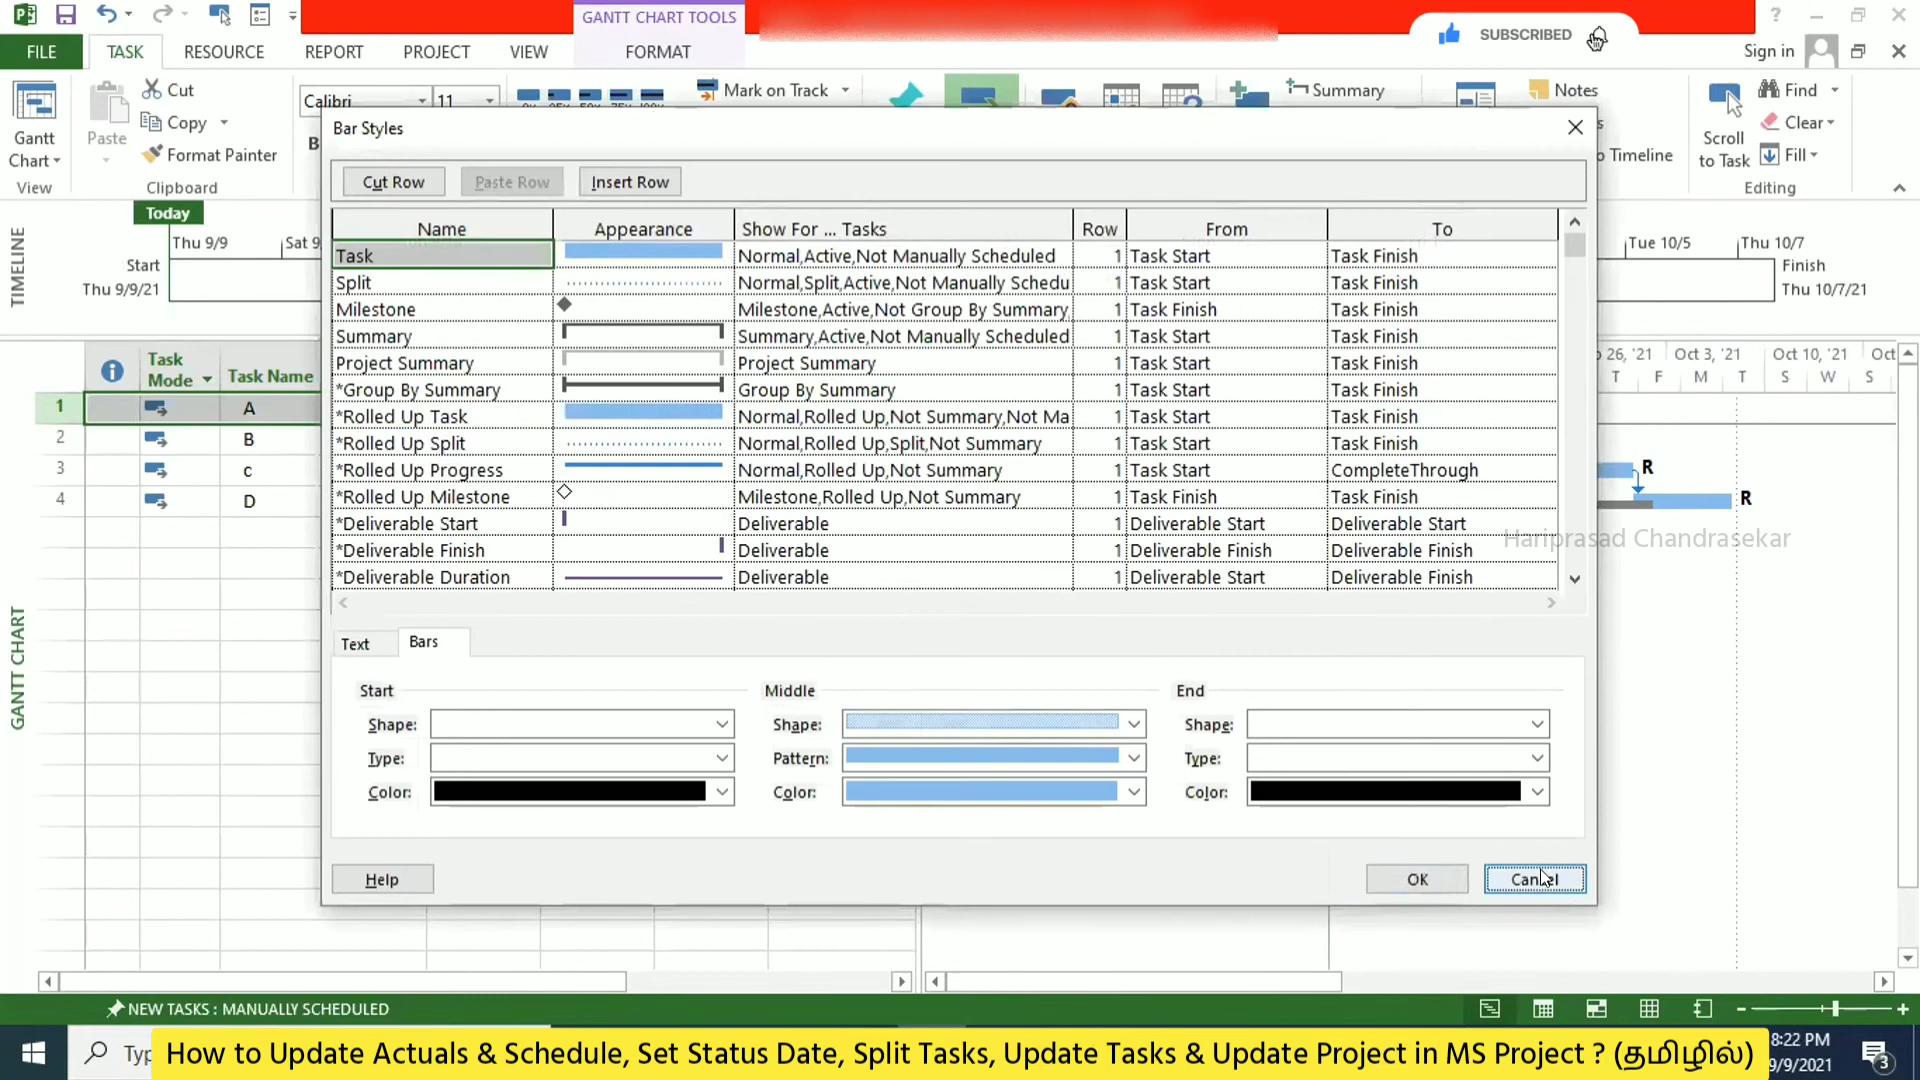 GANTT CHART TOOLS
SUBSCRIBED
FILE
TASK
RESOURCE
REPORT
PROJECT
VIEW
FORMAT
Sign in
Gantt
Chart
View
Paste
Cut
Copy
Format Painter
Clipboard
Calibri
11
B
Mark on Track
Summary
Notes
o Timeline
Scroll
to Task
Find
Clear
Fill
Editing
TIMELINE
Today
Thu 9/9
Sat 9
Start
Thu 9/9/21
Tue 10/5
Thu 10/7
Finish
Thu 10/7/21
Task
Mode
Task Name
1 A
2 B
3 c
4 D
GANTT CHART
26, '21 Oct 3, '21 Oct 10, '21 Oct
T F M T S W S
R
R
Hariprasad Chandrasekar
Bar Styles
Cut Row
Paste Row
Insert Row
Name Appearance Show For ... Tasks Row From To
Task Normal,Active,Not Manually Scheduled 1 Task Start Task Finish
Split Normal,Split,Active,Not Manually Schedu 1 Task Start Task Finish
Milestone Milestone,Active,Not Group By Summary, 1 Task Finish Task Finish
Summary Summary,Active,Not Manually Scheduled 1 Task Start Task Finish
Project Summary Project Summary 1 Task Start Task Finish
*Group By Summary Group By Summary 1 Task Start Task Finish
*Rolled Up Task Normal,Rolled Up,Not Summary,Not Ma 1 Task Start Task Finish
*Rolled Up Split Normal,Rolled Up,Split,Not Summary 1 Task Start Task Finish
*Rolled Up Progress Normal,Rolled Up,Not Summary 1 Task Start CompleteThrough
*Rolled Up Milestone Milestone,Rolled Up,Not Summary 1 Task Finish Task Finish
*Deliverable Start Deliverable 1 Deliverable Start Deliverable Start
*Deliverable Finish Deliverable 1 Deliverable Finish Deliverable Finish
*Deliverable Duration Deliverable 1 Deliverable Start Deliverable Finish
Text
Bars
Start Middle End
Shape: Shape: Shape:
Type: Pattern: Type:
Color: Color: Color:
Help
OK
Cancel
NEW TASKS : MANUALLY SCHEDULED
Typ
8:22 PM
9/9/2021
3
How to Update Actuals & Schedule, Set Status Date, Split Tasks, Update Tasks & Update Project in MS Project ? (தமிழில்)